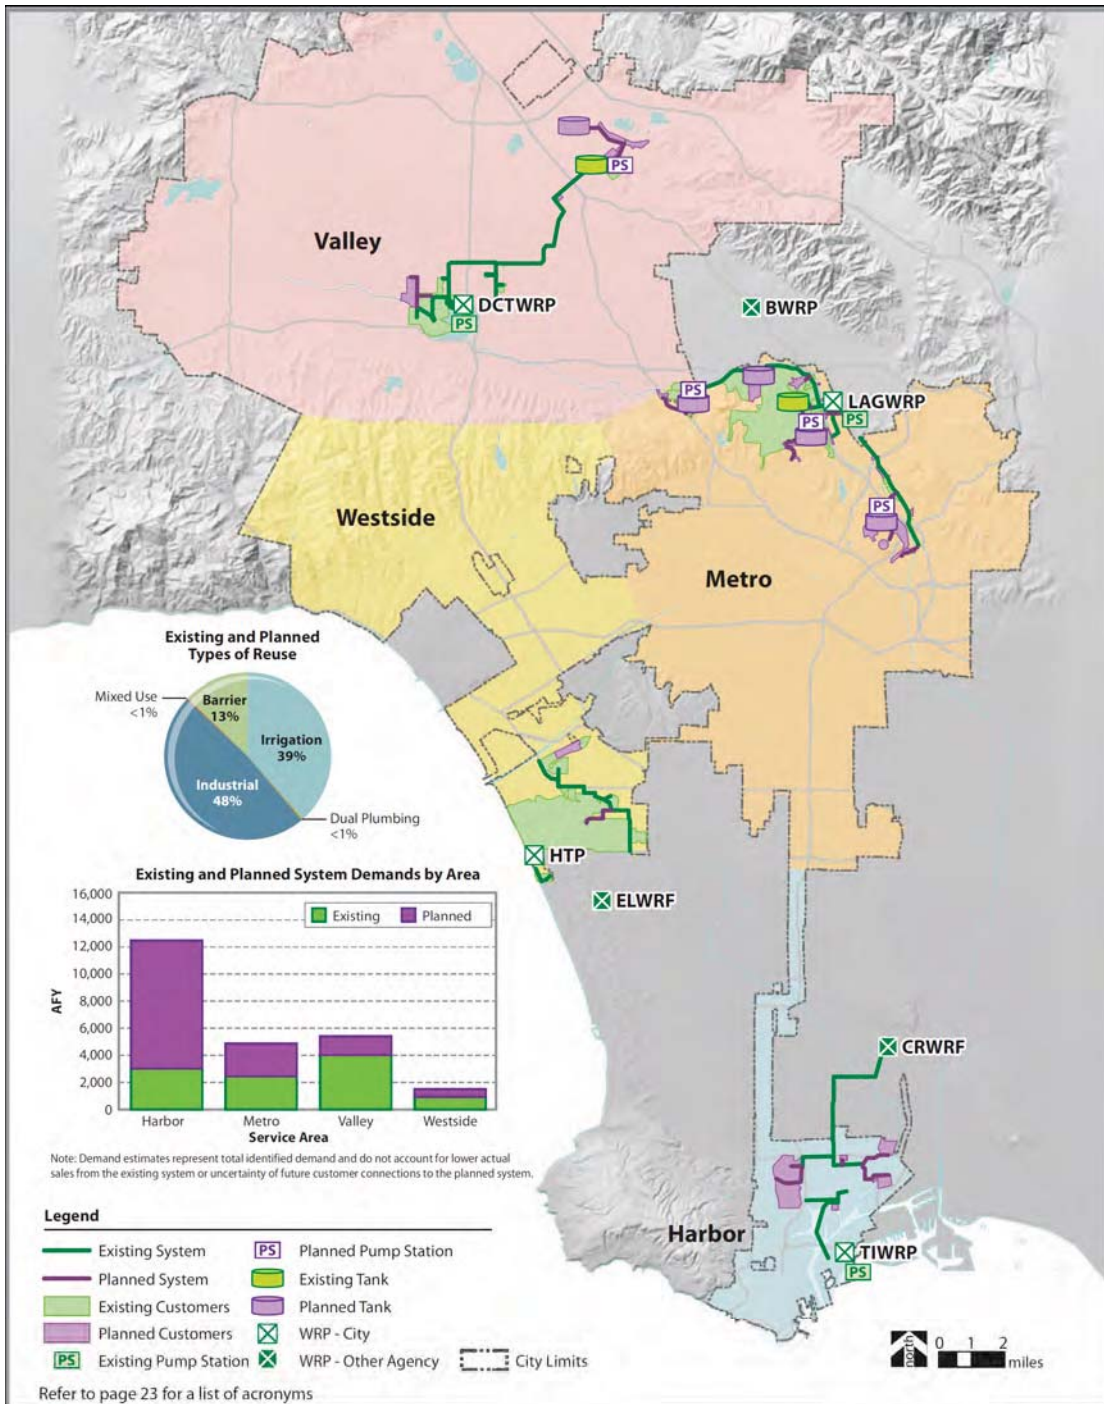 Valley
PS
PS
DCTWRP
PS
BWRP
PS
LAGWRP
PS
PS
Westside
PS
Metro
Existing and Planned
Types of Reuse
Mixed Use
<1%
Barrier
13%
Irrigation
39%
Industrial
48%
Dual Plumbing
<1%
HTP
ELWRF
Existing and Planned System Demands by Area
16,000
14,000
12,000
10,000
8,000
6,000
4,000
2,000
0
AFY
Existing
Planned
Harbor
Metro
Valley
Westside
Service Area
Note: Demand estimates represent total identified demand and do not account for lower actual
sales from the existing system or uncertainty of future customer connections to the planned system.
CRWRF
Harbor
TIWRP
PS
Legend
Existing System
PS Planned Pump Station
Planned System
Existing Tank
Existing Customers
Planned Tank
Planned Customers
WRP - City
PS Existing Pump Station
WRP - Other Agency
City Limits
north
0 1 2
miles
Refer to page 23 for a list of acronyms